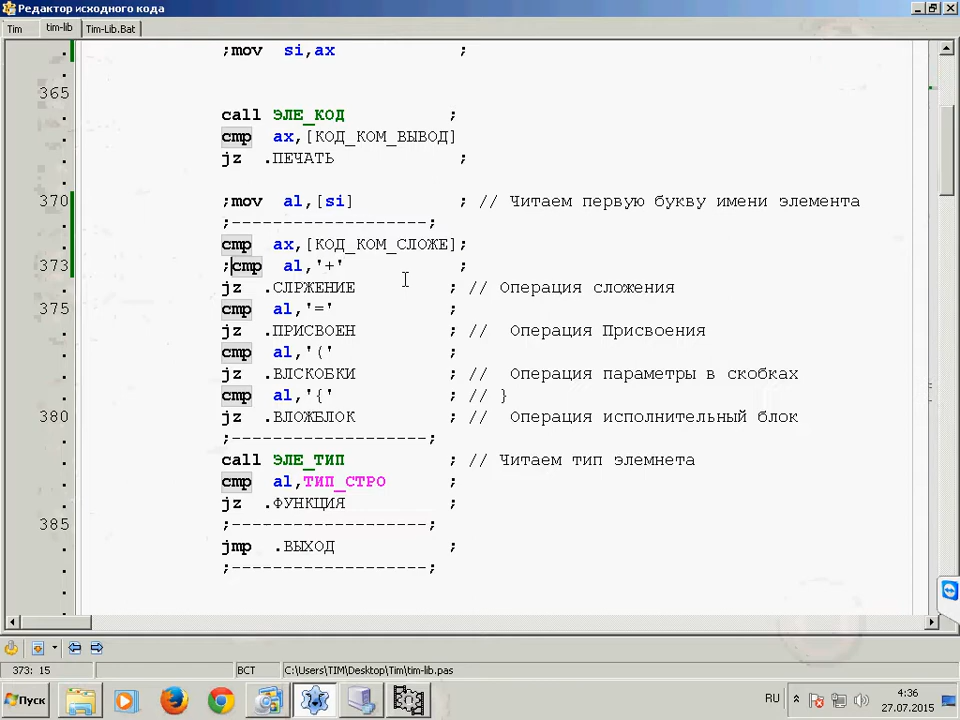 Редактор исходного кода
Tim tim-lib Tim-Lib.Bat
;mov si,ax ;
365
call ЭЛЕ_КОД ;
cmp ax,[КОД_КОМ_ВЫВОД]
jz .ПЕЧАТЬ ;
370 ;mov al,[si] ; // Читаем первую букву имени элемента
;-------------------;
cmp ax,[КОД_КОМ_СЛОЖЕ];
373 ;cmp al,'+' ;
jz .СЛРЖЕНИЕ ; // Операция сложения
375 cmp al,'=' ;
jz .ПРИСВОЕН ; // Операция Присвоения
cmp al,'(' ;
jz .ВЛСКОБКИ ; // Операция параметры в скобках
cmp al,'{' ; // }
380 jz .ВЛОЖБЛОК ; // Операция исполнительный блок
;-------------------;
call ЭЛЕ_ТИП ; // Читаем тип элемнета
cmp al,ТИП_СТРО ;
jz .ФУНКЦИЯ ;
385 ;-------------------;
jmp .ВЫХОД ;
;-------------------;
373: 15 ВСТ C:\Users\TIM\Desktop\Tim\tim-lib.pas
Пуск RU 4:36
27.07.2015